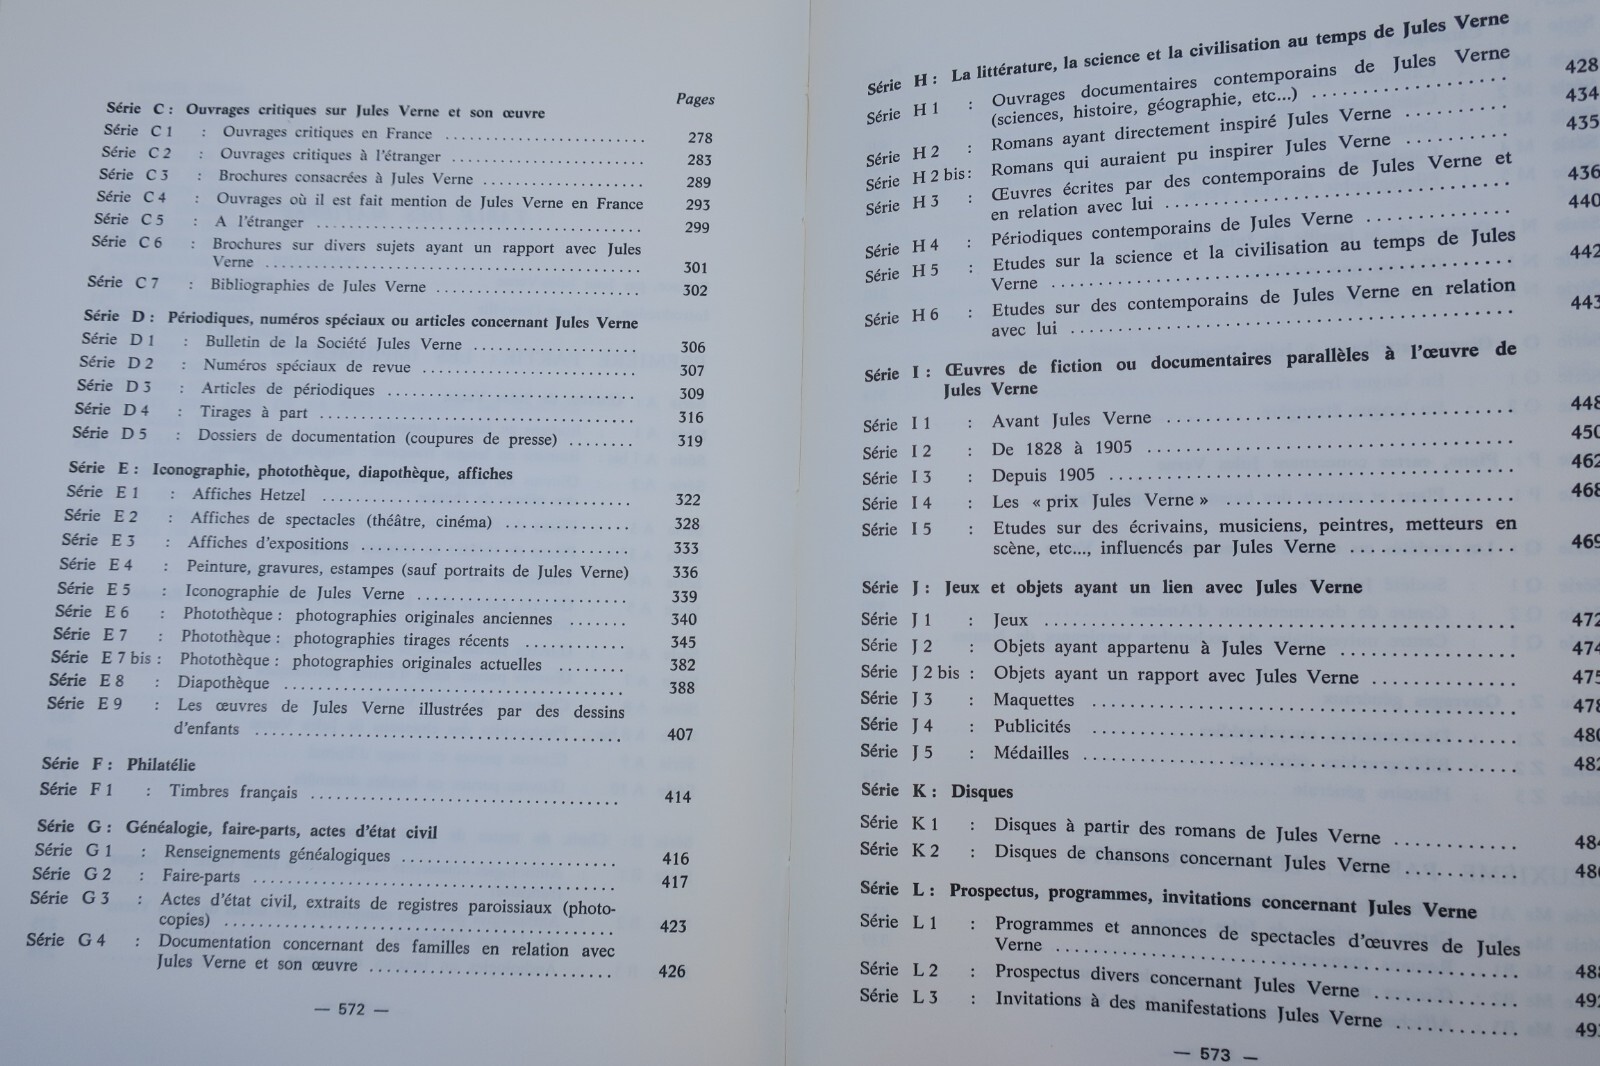 Pages
Série C : Ouvrages critiques sur Jules Verne et son œuvre
Série C 1 : Ouvrages critiques en France ........................ 278
Série C 2 : Ouvrages critiques à l'étranger ........................ 283
Série C 3 : Brochures consacrées à Jules Verne .................... 289
Série C 4 : Ouvrages où il est fait mention de Jules Verne en France 293
Série C 5 : A l'étranger ........................................ 299
Série C 6 : Brochures sur divers sujets ayant un rapport avec Jules
Verne ............................................. 301
Série C 7 : Bibliographies de Jules Verne ......................... 302
Série D : Périodiques, numéros spéciaux ou articles concernant Jules Verne
Série D 1 : Bulletin de la Société Jules Verne .................... 306
Série D 2 : Numéros spéciaux de revue .......................... 307
Série D 3 : Articles de périodiques .............................. 309
Série D 4 : Tirages à part ...................................... 316
Série D 5 : Dossiers de documentation (coupures de presse) ........ 319
Série E : Iconographie, photothèque, diapothèque, affiches
Série E 1 : Affiches Hetzel ..................................... 322
Série E 2 : Affiches de spectacles (théâtre, cinéma) ............... 328
Série E 3 : Affiches d'expositions ................................ 333
Série E 4 : Peinture, gravures, estampes (sauf portraits de Jules Verne) 336
Série E 5 : Iconographie de Jules Verne .......................... 339
Série E 6 : Photothèque : photographies originales anciennes ....... 340
Série E 7 : Photothèque : photographies tirages récents ............ 345
Série E 7 bis : Photothèque : photographies originales actuelles ........ 382
Série E 8 : Diapothèque ........................................ 388
Série E 9 : Les œuvres de Jules Verne illustrées par des dessins
d'enfants ........................................... 407
Série F : Philatélie
Série F 1 : Timbres français ..................................... 414
Série G : Généalogie, faire-parts, actes d'état civil
Série G 1 : Renseignements généalogiques .......................... 416
Série G 2 : Faire-parts ........................................... 417
Série G 3 : Actes d'état civil, extraits de registres paroissiaux (photo-
copies) ............................................. 423
Série G 4 : Documentation concernant des familles en relation avec
Jules Verne et son œuvre ............................. 426
— 572 —
Série H : La littérature, la science et la civilisation au temps de Jules Verne
Série H 1 : Ouvrages documentaires contemporains de Jules Verne
(sciences, histoire, géographie, etc...) ........................ 428
Série H 2 : Romans ayant directement inspiré Jules Verne .......... 434
Série H 2 bis : Romans qui auraient pu inspirer Jules Verne .......... 435
Série H 3 : Œuvres écrites par des contemporains de Jules Verne et
en relation avec lui ................................... 436
Série H 4 : Périodiques contemporains de Jules Verne .............. 440
Série H 5 : Etudes sur la science et la civilisation au temps de Jules
Verne ............................................. 442
Série H 6 : Etudes sur des contemporains de Jules Verne en relation
avec lui ........................................... 443
Série I : Œuvres de fiction ou documentaires parallèles à l'œuvre de
Jules Verne
Série I 1 : Avant Jules Verne .................................... 448
Série I 2 : De 1828 à 1905 ..................................... 450
Série I 3 : Depuis 1905 ........................................ 462
Série I 4 : Les « prix Jules Verne » ............................. 468
Série I 5 : Etudes sur des écrivains, musiciens, peintres, metteurs en
scène, etc..., influencés par Jules Verne ................ 469
Série J : Jeux et objets ayant un lien avec Jules Verne
Série J 1 : Jeux ................................................ 472
Série J 2 : Objets ayant appartenu à Jules Verne .................. 474
Série J 2 bis : Objets ayant un rapport avec Jules Verne .............. 475
Série J 3 : Maquettes .......................................... 478
Série J 4 : Publicités .......................................... 480
Série J 5 : Médailles ........................................... 482
Série K : Disques
Série K 1 : Disques à partir des romans de Jules Verne ............ 484
Série K 2 : Disques de chansons concernant Jules Verne ........... 486
Série L : Prospectus, programmes, invitations concernant Jules Verne
Série L 1 : Programmes et annonces de spectacles d'œuvres de Jules
Verne ............................................. 488
Série L 2 : Prospectus divers concernant Jules Verne .............. 49
Série L 3 : Invitations à des manifestations Jules Verne ............ 49
— 573 —